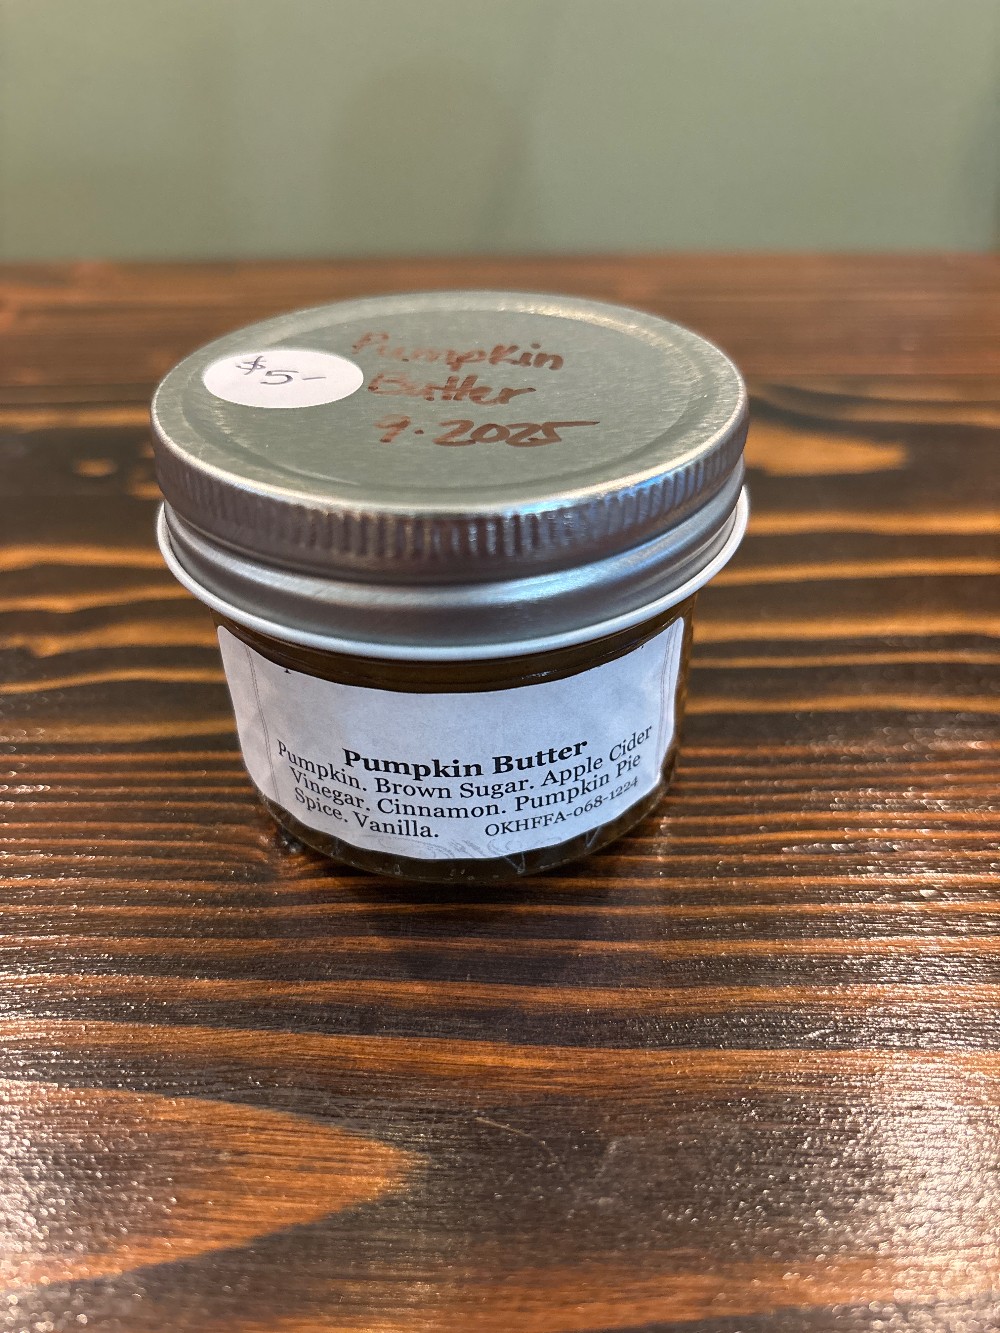 $5-
Pumpkin
Butter
9.2025
Pumpkin Butter
Pumpkin. Brown Sugar. Apple Cider
Vinegar. Cinnamon. Pumpkin Pie
Spice. Vanilla. OKHFFA-068-1224